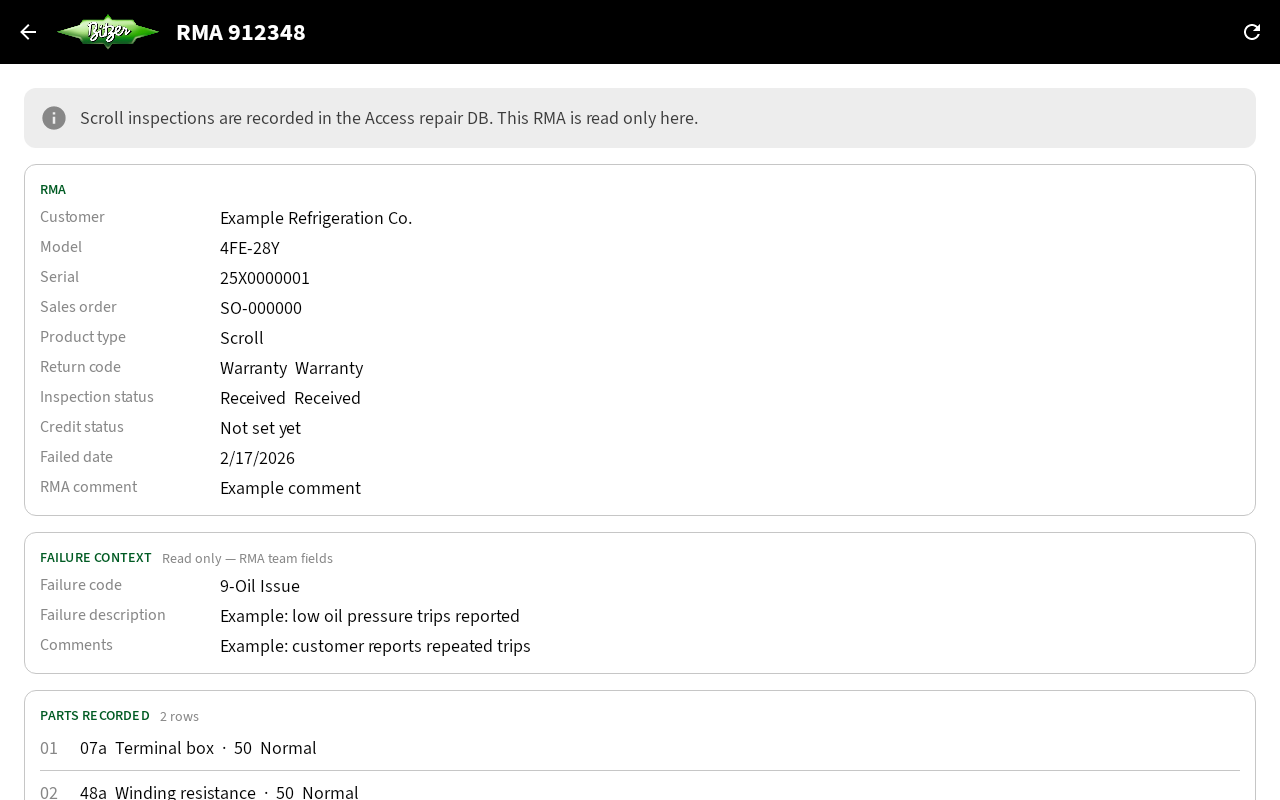 Bitzer RMA 912348
Scroll inspections are recorded in the Access repair DB. This RMA is read only here.
RMA
Customer Example Refrigeration Co.
Model 4FE-28Y
Serial 25X0000001
Sales order SO-000000
Product type Scroll
Return code Warranty Warranty
Inspection status Received Received
Credit status Not set yet
Failed date 2/17/2026
RMA comment Example comment
FAILURE CONTEXT Read only — RMA team fields
Failure code 9-Oil Issue
Failure description Example: low oil pressure trips reported
Comments Example: customer reports repeated trips
PARTS RECORDED 2 rows
01 07a Terminal box · 50 Normal
02 48a Winding resistance · 50 Normal